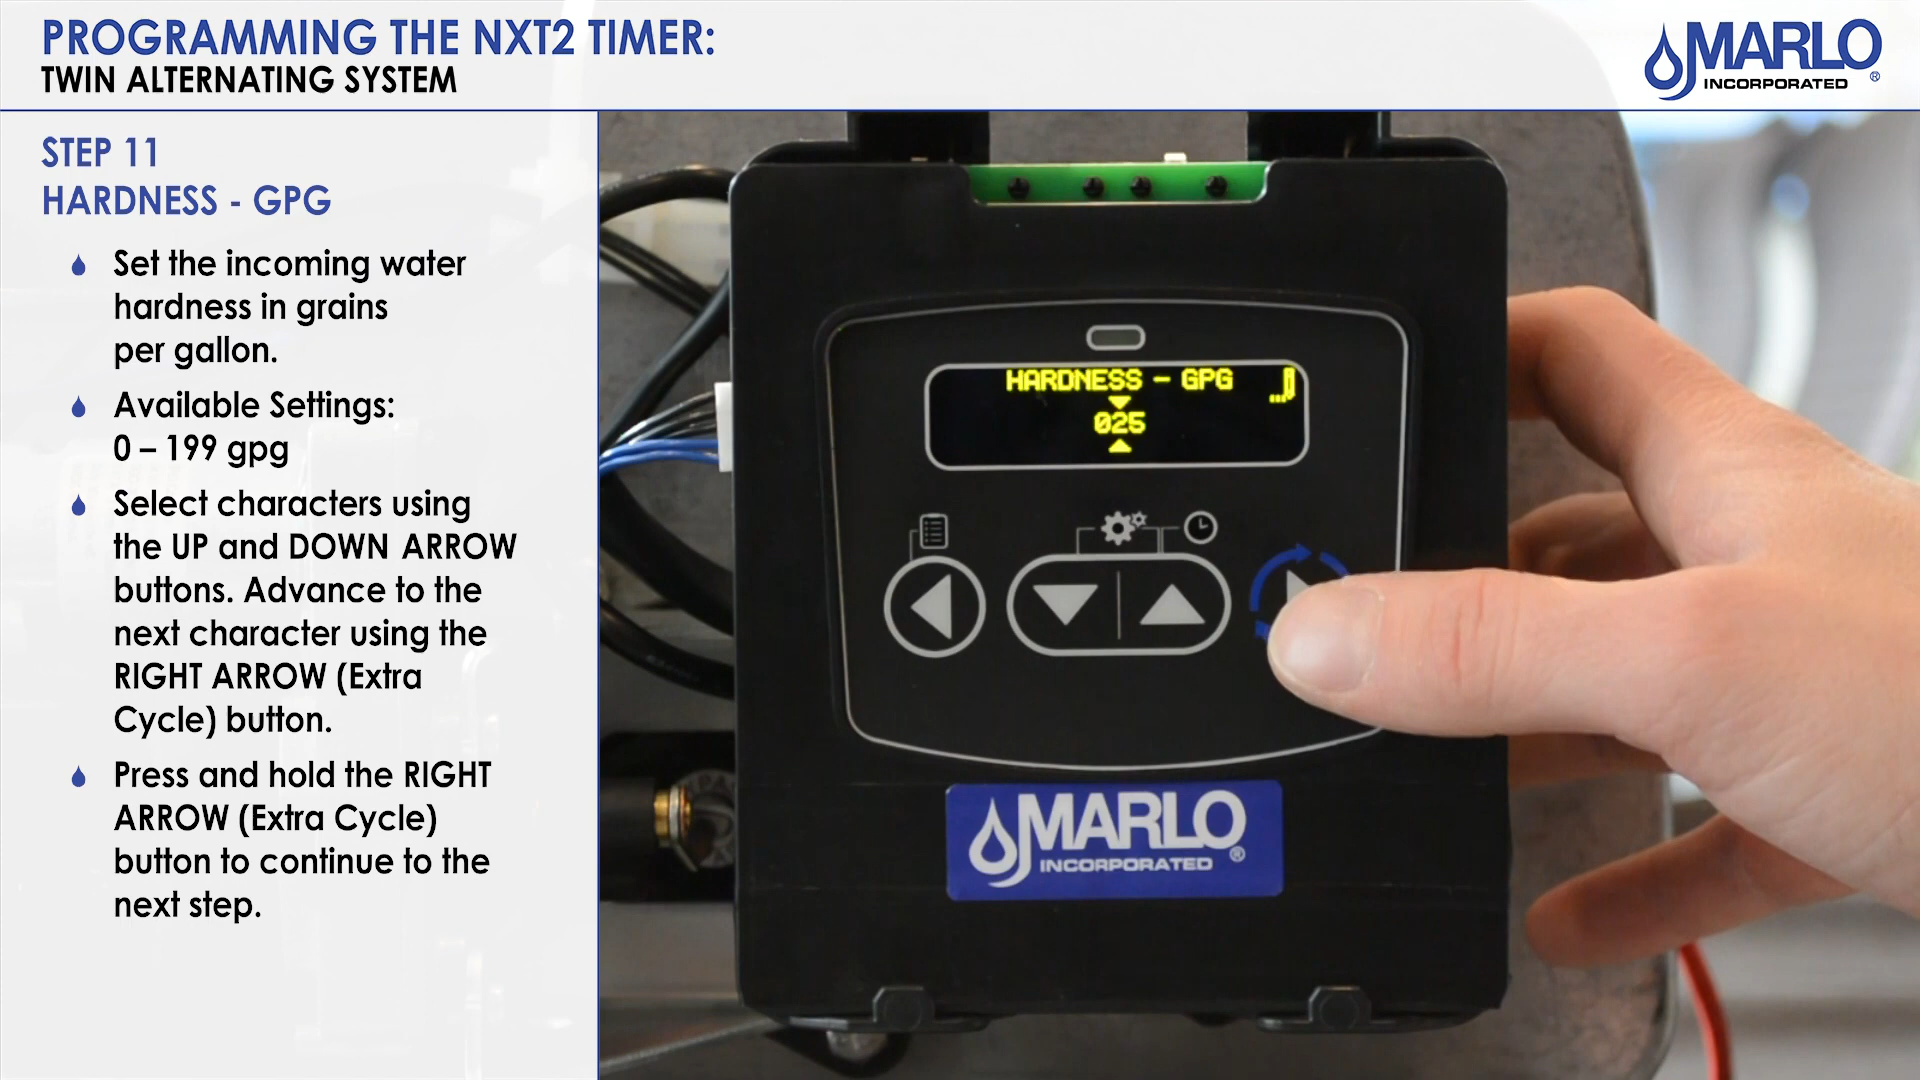 PROGRAMMING THE NXT2 TIMER:
TWIN ALTERNATING SYSTEM
MARLO
INCORPORATED ®
STEP 11
HARDNESS - GPG
Set the incoming water
hardness in grains
per gallon.
Available Settings:
0 – 199 gpg
Select characters using
the UP and DOWN ARROW
buttons. Advance to the
next character using the
RIGHT ARROW (Extra
Cycle) button.
Press and hold the RIGHT
ARROW (Extra Cycle)
button to continue to the
next step.
HARDNESS - GPG
025
MARLO
INCORPORATED ®